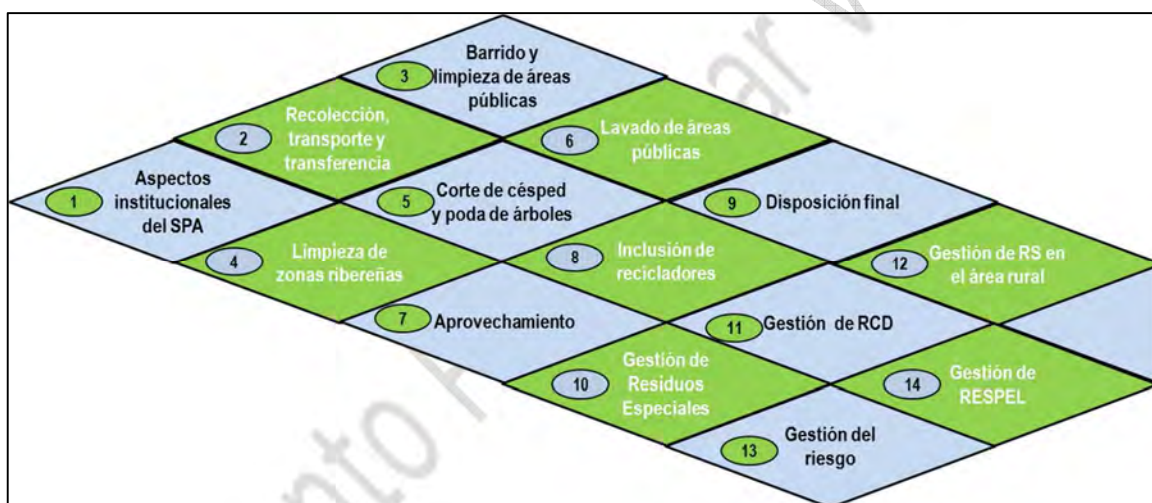 1
Aspectos
institucionales
del SPA
2
Recolección,
transporte y
transferencia
3
Barrido y
limpieza de áreas
públicas
4
Limpieza de
zonas ribereñas
5
Corte de césped
y poda de árboles
6
Lavado de áreas
públicas
7
Aprovechamiento
8
Inclusión de
recicladores
9
Disposición final
10
Gestión de
Residuos
Especiales
11
Gestión de RCD
12
Gestión de RS en
el área rural
13
Gestión del
riesgo
14
Gestión de
RESPEL